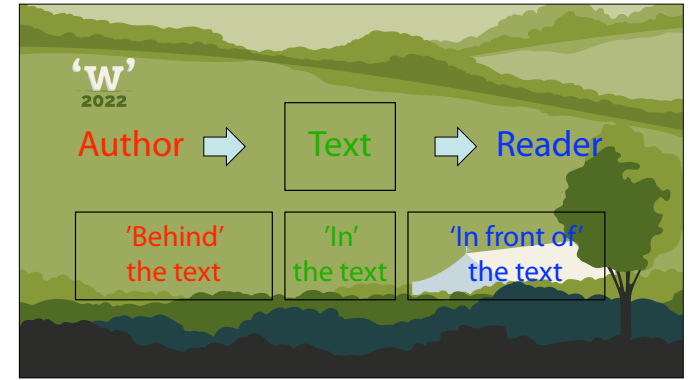 ‘w’
2022
Author
Text
Reader
’Behind’
the text
’In’
the text
‘In front of’
the text